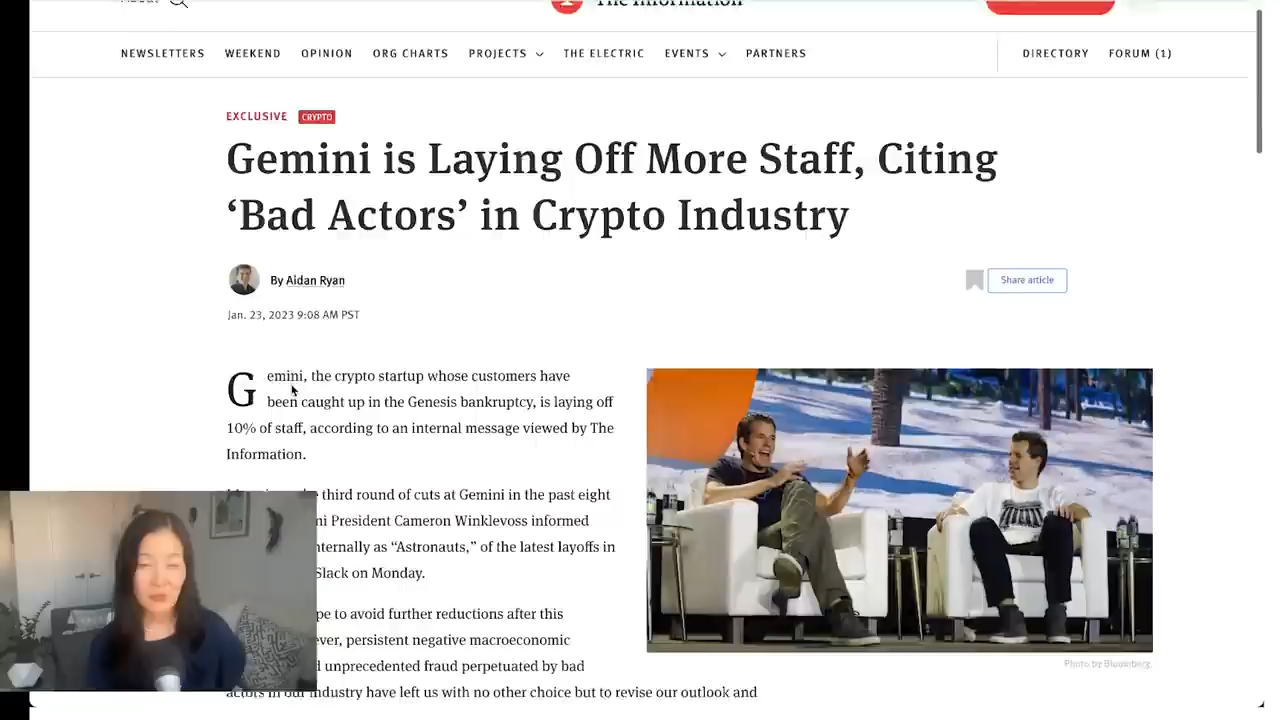 The Information
NEWSLETTERS WEEKEND OPINION ORG CHARTS PROJECTS THE ELECTRIC EVENTS PARTNERS DIRECTORY FORUM (1)
EXCLUSIVE CRYPTO
Gemini is Laying Off More Staff, Citing
‘Bad Actors’ in Crypto Industry
By Aidan Ryan
Share article
Jan. 23, 2023 9:08 AM PST
Gemini, the crypto startup whose customers have
been caught up in the Genesis bankruptcy, is laying off
10% of staff, according to an internal message viewed by The
Information.
third round of cuts at Gemini in the past eight
President Cameron Winklevoss informed
internally as “Astronauts,” of the latest layoffs in
Slack on Monday.
to avoid further reductions after this
persistent negative macroeconomic
unprecedented fraud perpetuated by bad
Photo by Bloomberg.
actors in our industry have left us with no other choice but to revise our outlook and